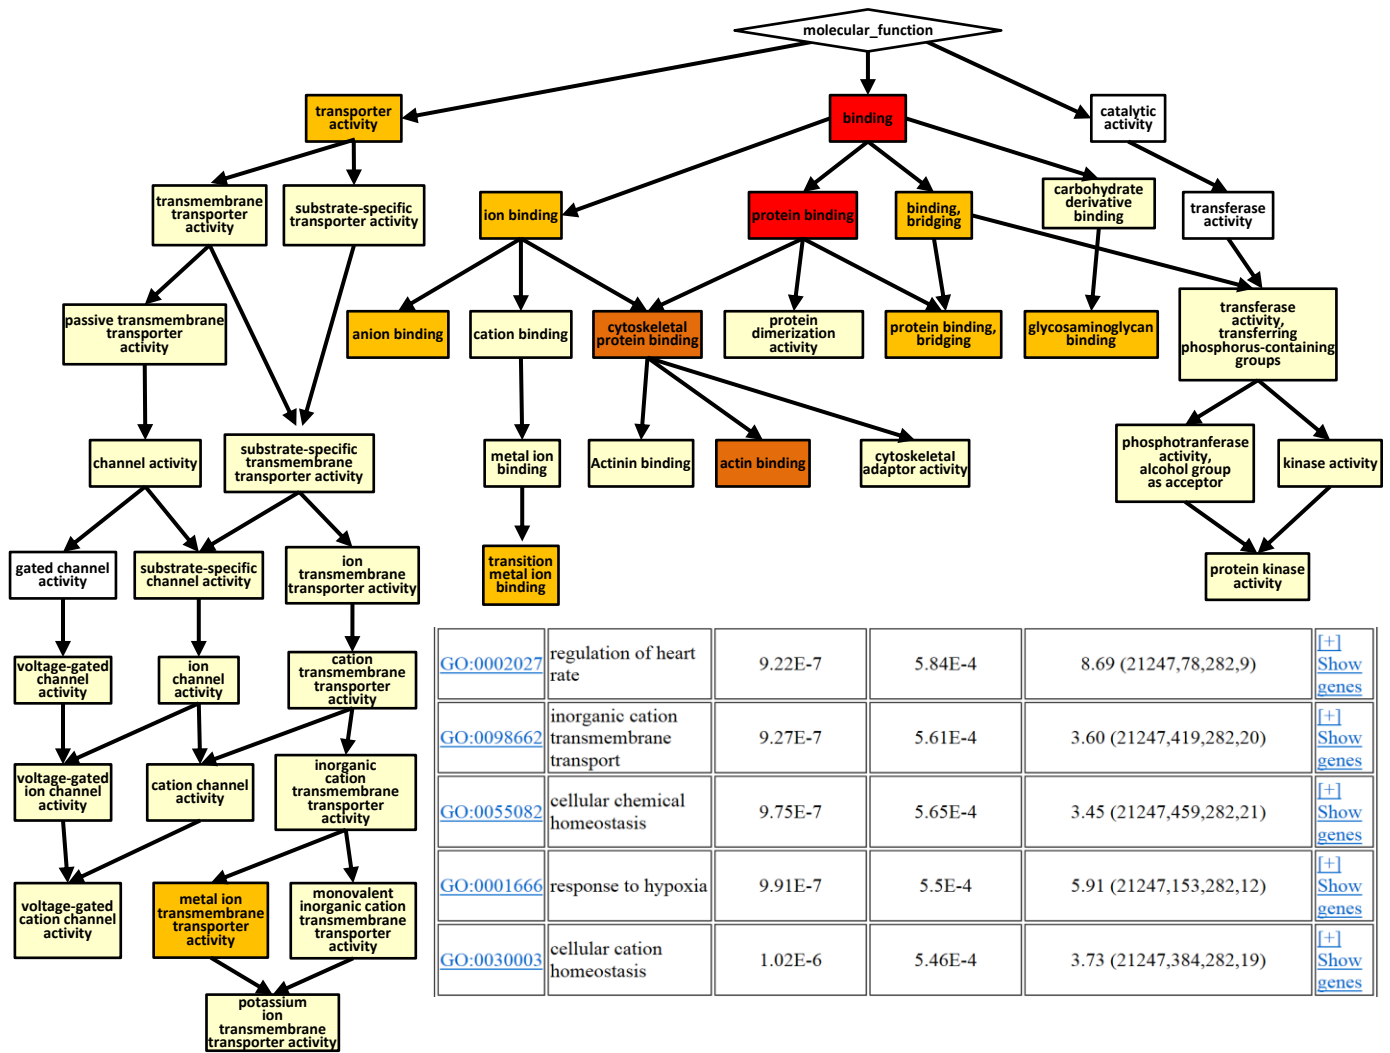 molecular_function
transporter
activity
binding
catalytic
activity
transmembrane
transporter
activity
substrate-specific
transporter activity
ion binding
protein binding
binding,
bridging
carbohydrate
derivative
binding
transferase
activity
passive transmembrane
transporter
activity
anion binding
cation binding
cytoskeletal
protein binding
protein
dimerization
activity
protein binding,
bridging
glycosaminoglycan
binding
transferase
activity,
transferring
phosphorus-containing
groups
channel activity
substrate-specific
transmembrane
transporter activity
metal ion
binding
Actinin binding
actin binding
cytoskeletal
adaptor activity
phosphotranferase
activity,
alcohol group
as acceptor
kinase activity
gated channel
activity
substrate-specific
channel activity
ion
transmembrane
transporter activity
transition
metal ion
binding
protein kinase
activity
voltage-gated
channel
activity
ion
channel
activity
cation
transmembrane
transporter
activity
voltage-gated
ion channel
activity
cation channel
activity
inorganic
cation
transmembrane
transporter
activity
voltage-gated
cation channel
activity
metal ion
transmembrane
transporter
activity
monovalent
inorganic cation
transmembrane
transporter
activity
potassium
ion
transmembrane
transporter activity
GO:0002027 regulation of heart rate 9.22E-7 5.84E-4 8.69 (21247,78,282,9) [+] Show genes
GO:0098662 inorganic cation transmembrane transport 9.27E-7 5.61E-4 3.60 (21247,419,282,20) [+] Show genes
GO:0055082 cellular chemical homeostasis 9.75E-7 5.65E-4 3.45 (21247,459,282,21) [+] Show genes
GO:0001666 response to hypoxia 9.91E-7 5.5E-4 5.91 (21247,153,282,12) [+] Show genes
GO:0030003 cellular cation homeostasis 1.02E-6 5.46E-4 3.73 (21247,384,282,19) [+] Show genes